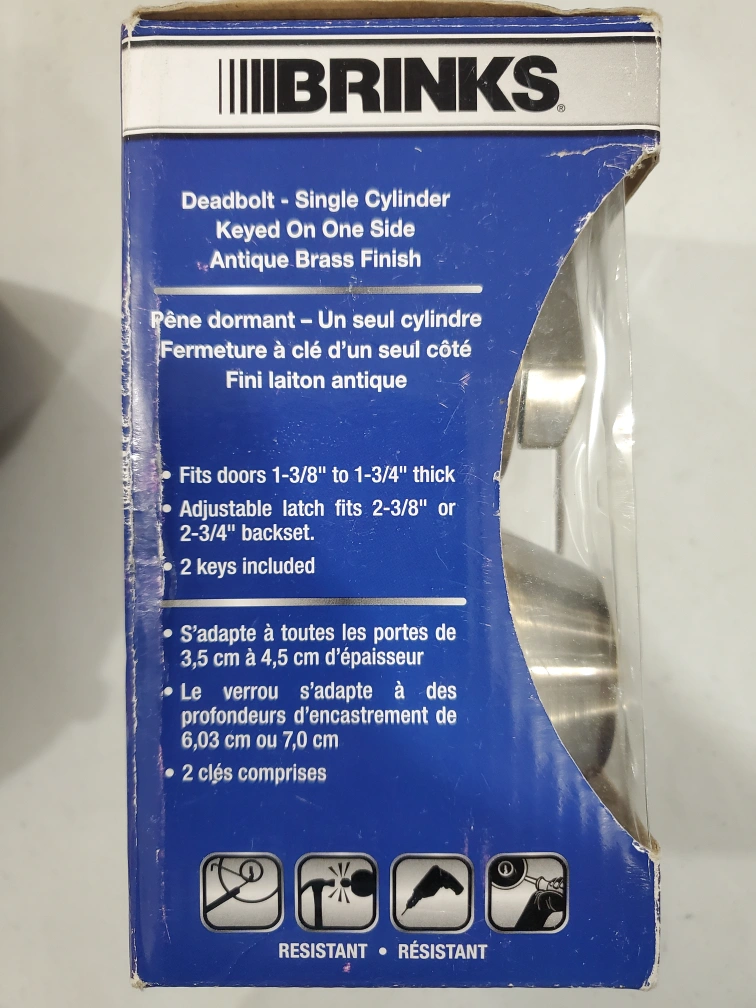 BRINKS®
Deadbolt - Single Cylinder
Keyed On One Side
Antique Brass Finish
Pêne dormant – Un seul cylindre
Fermeture à clé d'un seul côté
Fini laiton antique
• Fits doors 1-3/8" to 1-3/4" thick
• Adjustable latch fits 2-3/8" or
2-3/4" backset.
• 2 keys included
• S'adapte à toutes les portes de
3,5 cm à 4,5 cm d'épaisseur
• Le verrou s'adapte à des
profondeurs d'encastrement de
6,03 cm ou 7,0 cm
• 2 clés comprises
RESISTANT • RÉSISTANT